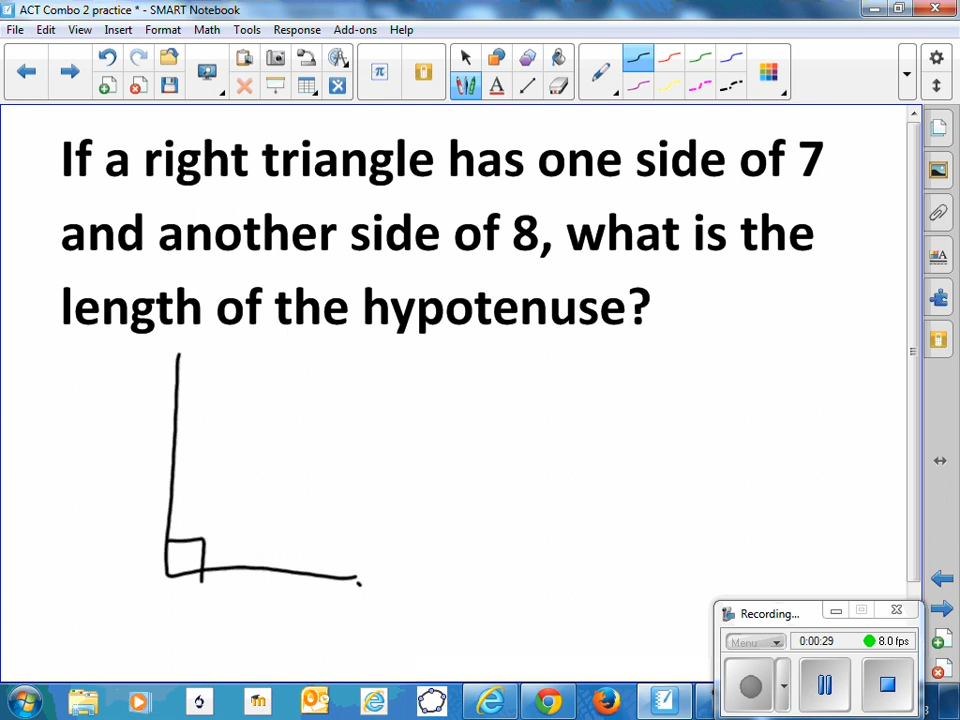 ACT Combo 2 practice * - SMART Notebook
File Edit View Insert Format Math Tools Response Add-ons Help
If a right triangle has one side of 7
and another side of 8, what is the
length of the hypotenuse?
Recording...
Menu 0:00:29 8.0 fps